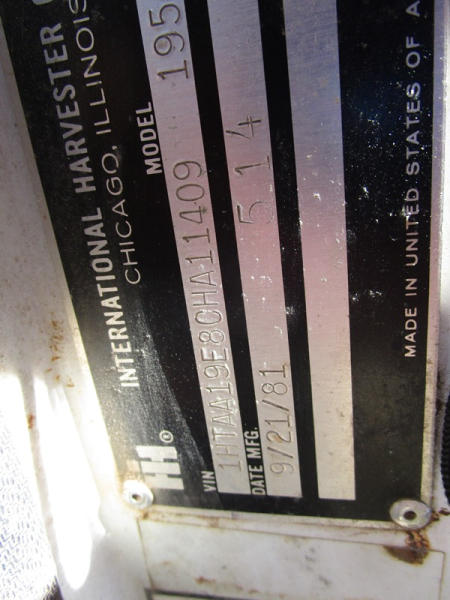 INTERNATIONAL HARVESTER
CHICAGO, ILLINOIS
IH®
MODEL 195
VIN 1HTAA19E8CHA11409
DATE MFG. 9/21/81 514
MADE IN UNITED STATES OF A